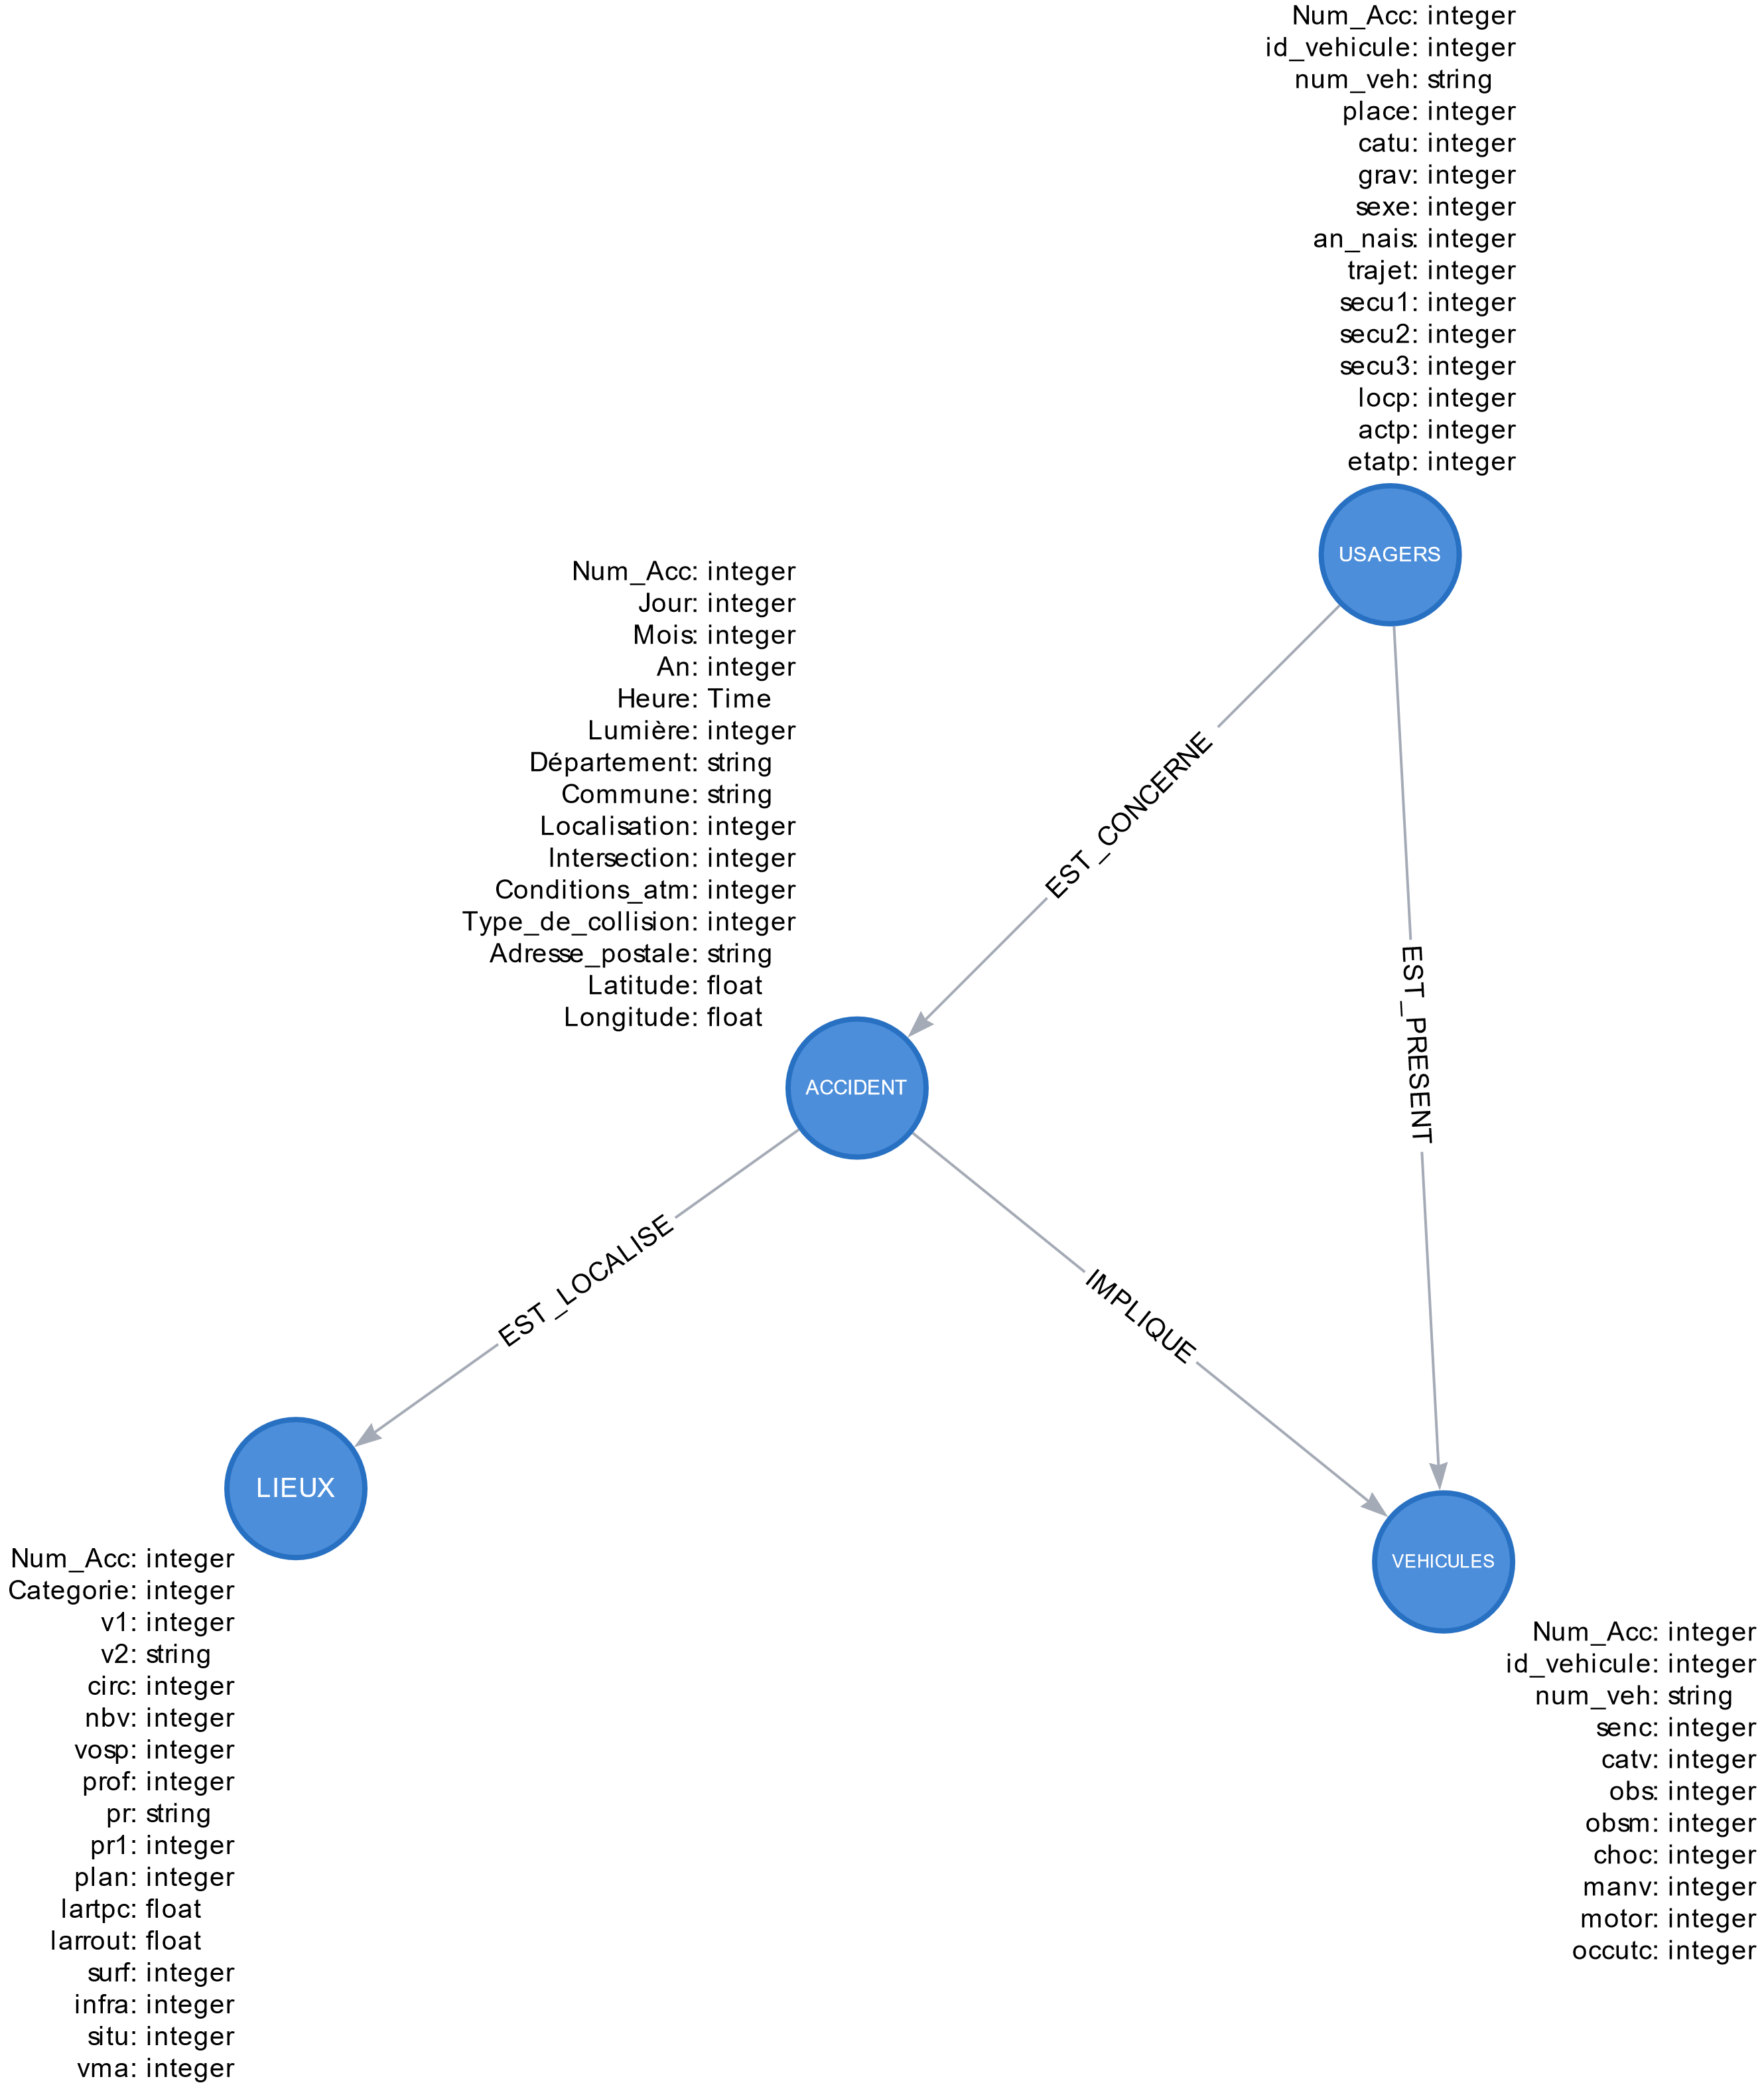 Num_Acc: integer
id_vehicule: integer
num_veh: string
place: integer
catu: integer
grav: integer
sexe: integer
an_nais: integer
trajet: integer
secu1: integer
secu2: integer
secu3: integer
locp: integer
actp: integer
etatp: integer
USAGERS
Num_Acc: integer
Jour: integer
Mois: integer
An: integer
Heure: Time
Lumière: integer
Département: string
Commune: string
Localisation: integer
Intersection: integer
Conditions_atm: integer
Type_de_collision: integer
Adresse_postale: string
Latitude: float
Longitude: float
EST_CONCERNE
EST_PRESENT
ACCIDENT
EST_LOCALISE
IMPLIQUE
LIEUX
Num_Acc: integer
Categorie: integer
v1: integer
v2: string
circ: integer
nbv: integer
vosp: integer
prof: integer
pr: string
pr1: integer
plan: integer
lartpc: float
larrout: float
surf: integer
infra: integer
situ: integer
vma: integer
VEHICULES
Num_Acc: integer
id_vehicule: integer
num_veh: string
senc: integer
catv: integer
obs: integer
obsm: integer
choc: integer
manv: integer
motor: integer
occutc: integer